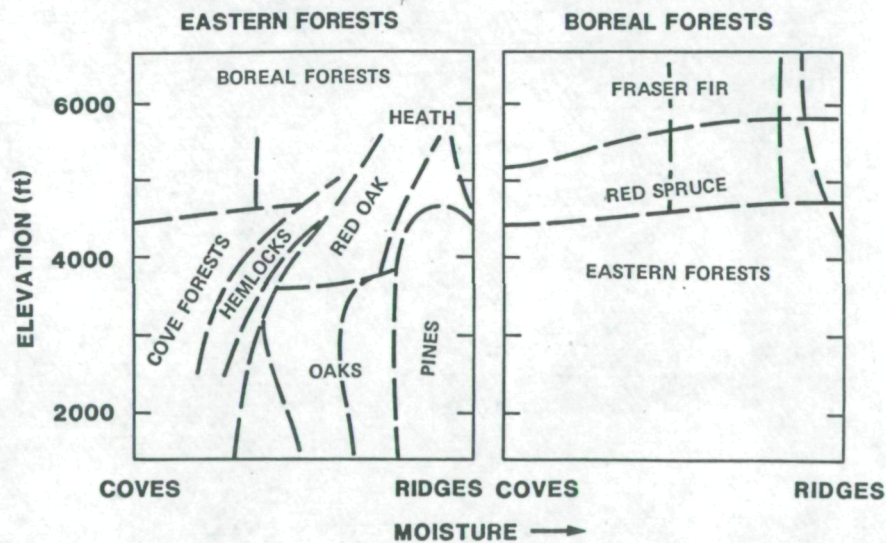 EASTERN FORESTS
BOREAL FORESTS
ELEVATION (ft)
6000
4000
2000
BOREAL FORESTS
HEATH
COVE FORESTS
HEMLOCKS
RED OAK
OAKS
PINES
FRASER FIR
RED SPRUCE
EASTERN FORESTS
COVES
RIDGES
COVES
RIDGES
MOISTURE